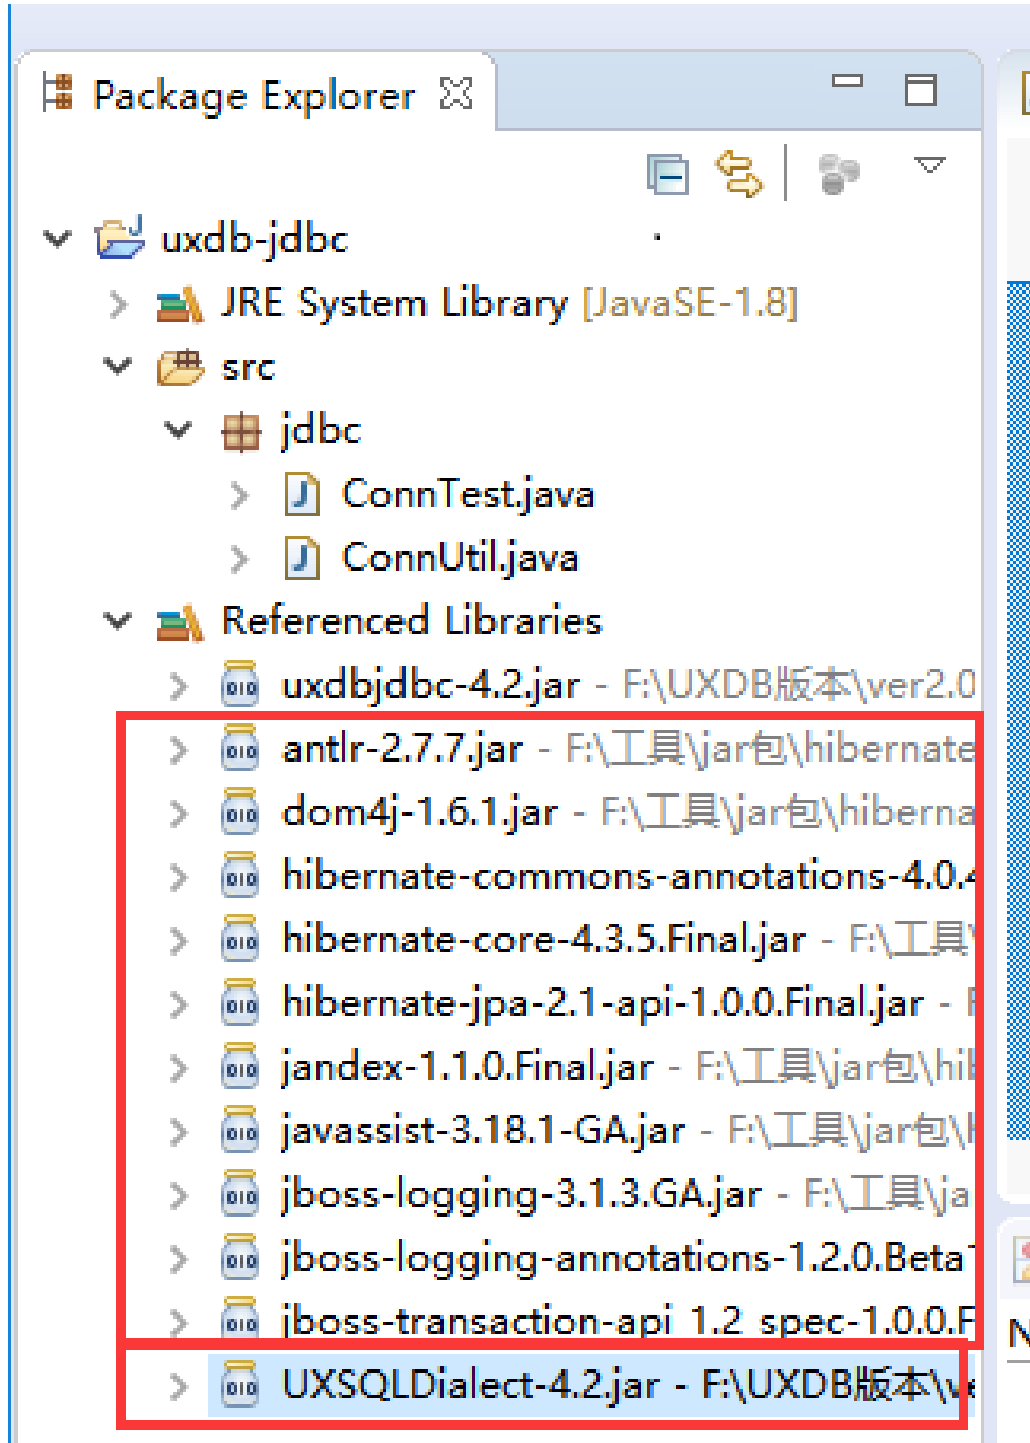 Package Explorer
uxdb-jdbc
JRE System Library [JavaSE-1.8]
src
jdbc
ConnTest.java
ConnUtil.java
Referenced Libraries
uxdbjdbc-4.2.jar - F:\UXDB版本\ver2.0
antlr-2.7.7.jar - F:\工具\jar包\hibernate
dom4j-1.6.1.jar - F:\工具\jar包\hiberna
hibernate-commons-annotations-4.0.4
hibernate-core-4.3.5.Final.jar - F:\工具\
hibernate-jpa-2.1-api-1.0.0.Final.jar - F
jandex-1.1.0.Final.jar - F:\工具\jar包\hib
javassist-3.18.1-GA.jar - F:\工具\jar包\h
jboss-logging-3.1.3.GA.jar - F:\工具\ja
jboss-logging-annotations-1.2.0.Beta1
jboss-transaction-api_1.2_spec-1.0.0.F
UXSQLDialect-4.2.jar - F:\UXDB版本\ve
N